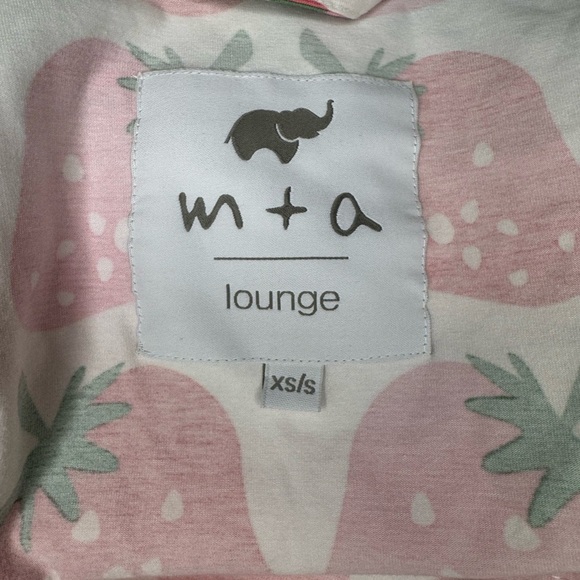 m + a
lounge
xs/s